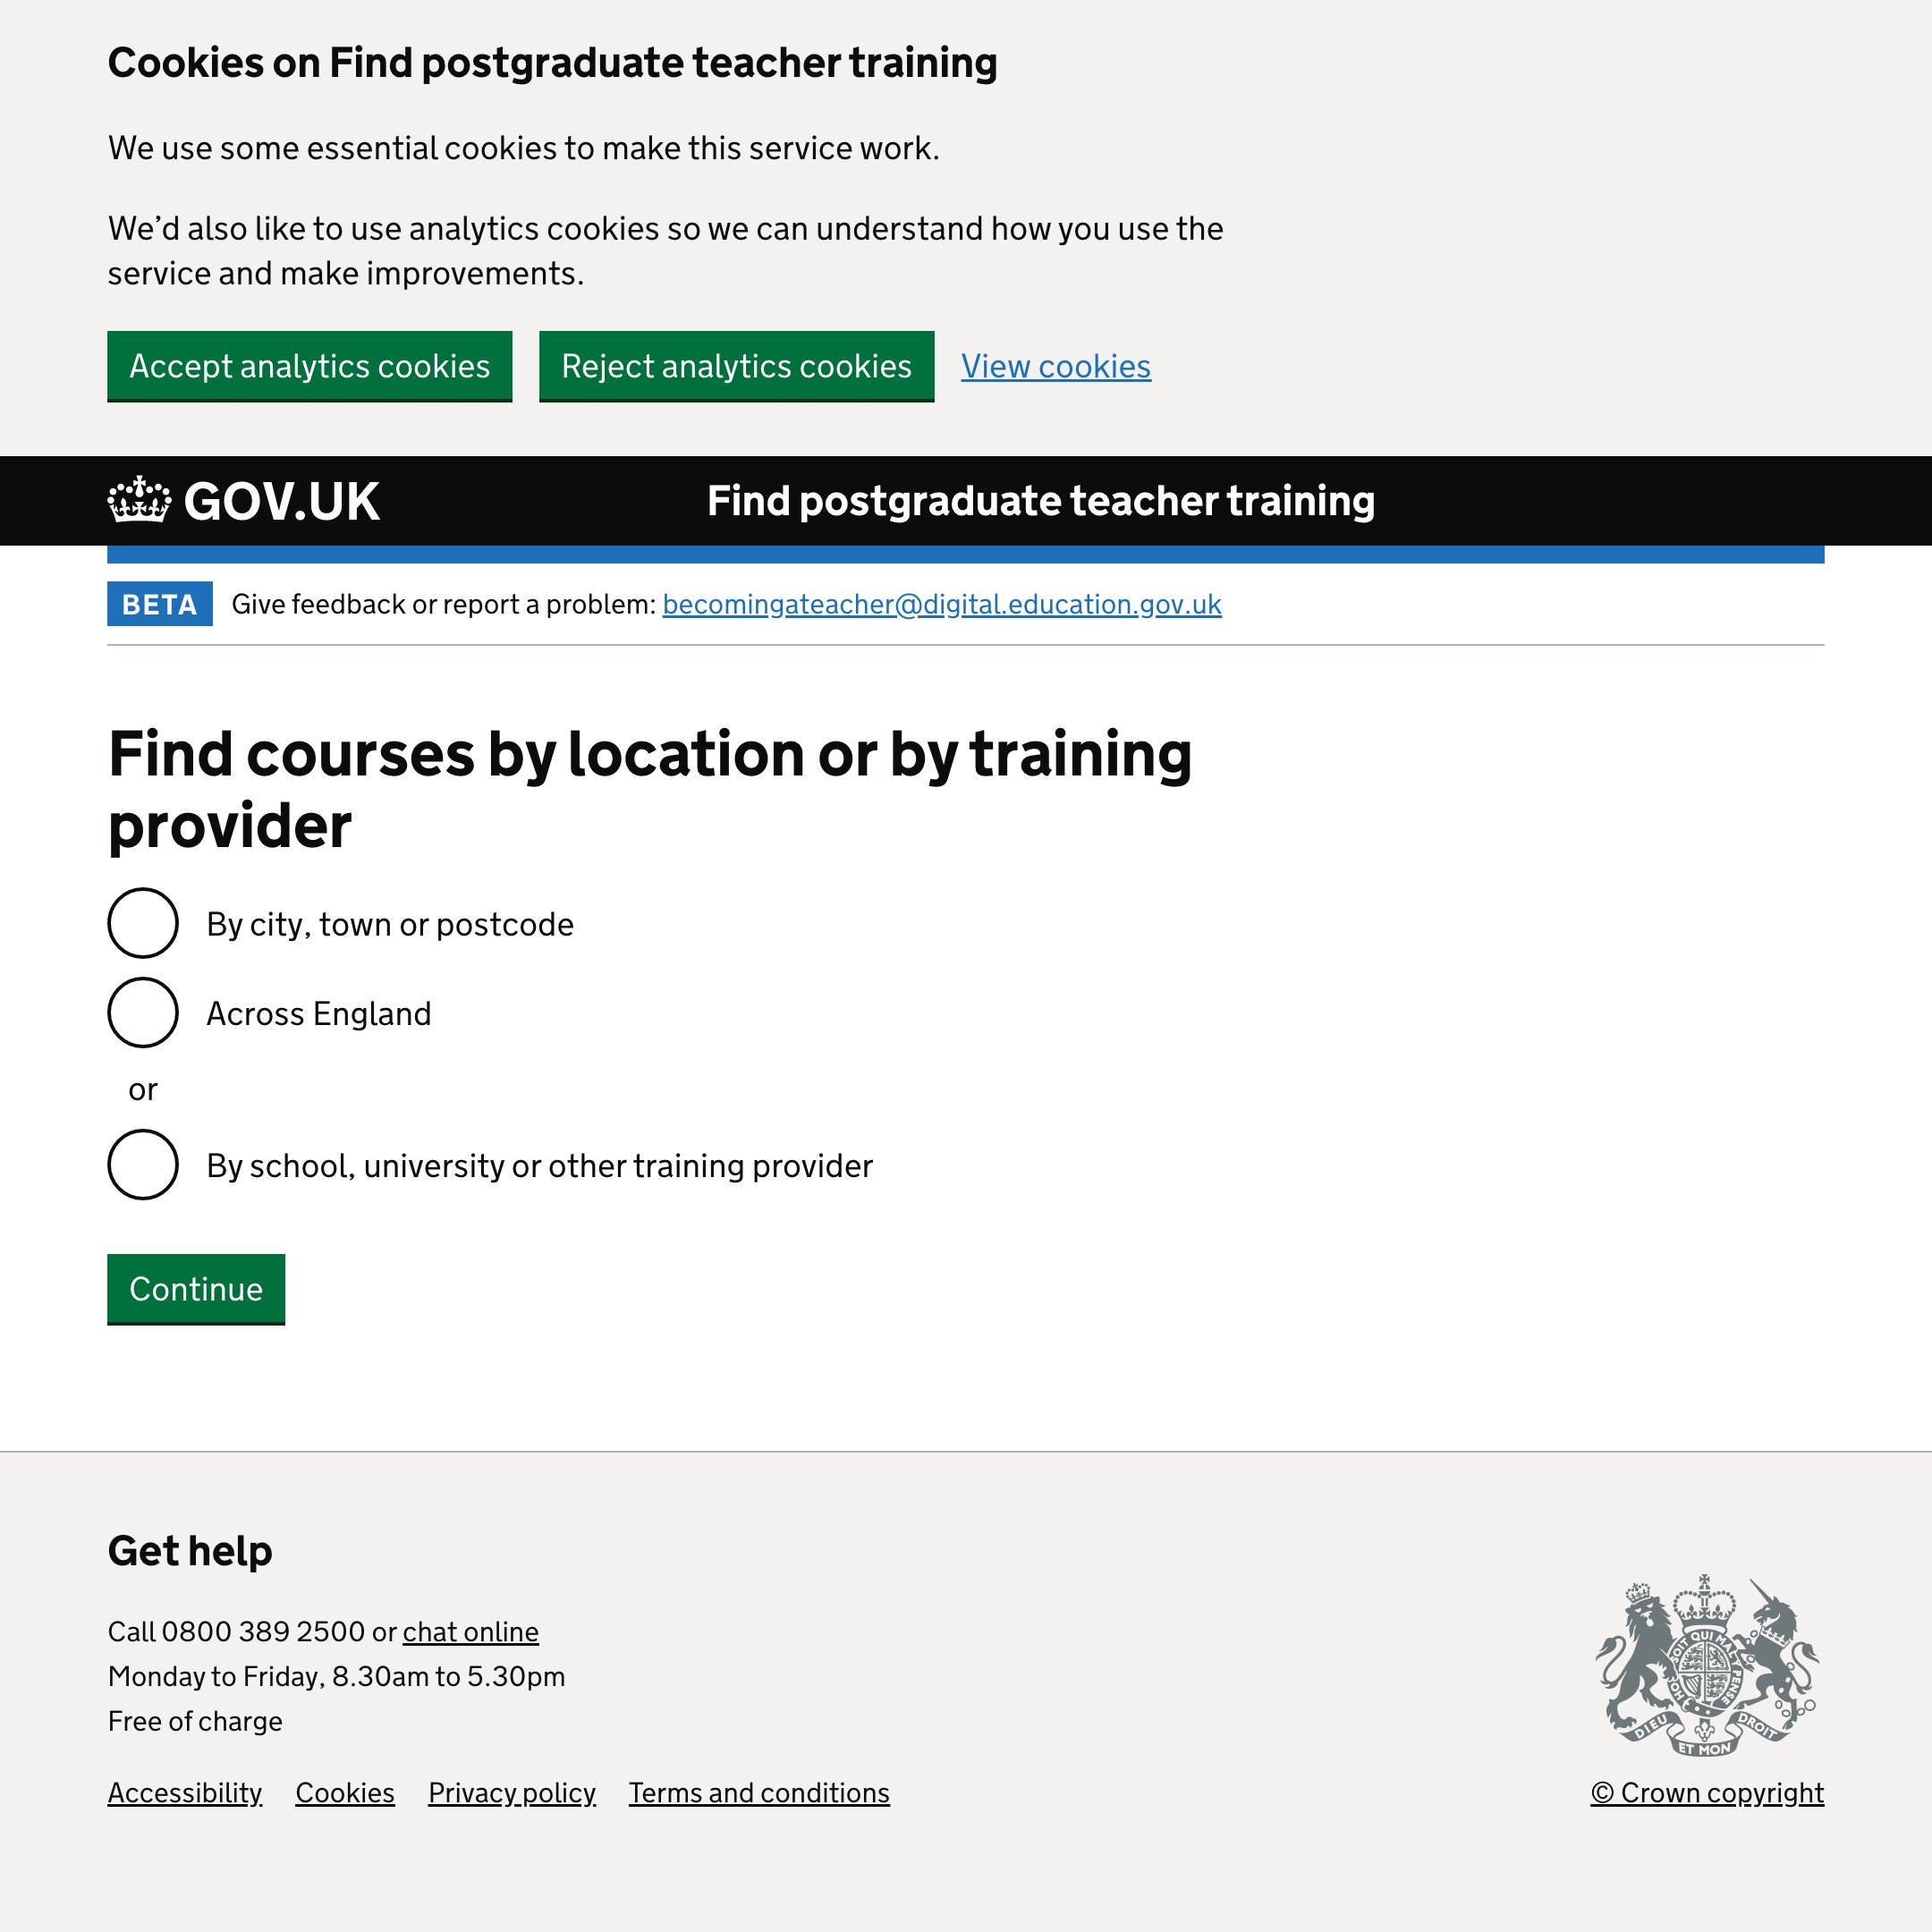 Cookies on Find postgraduate teacher training
We use some essential cookies to make this service work.
We’d also like to use analytics cookies so we can understand how you use the
service and make improvements.
Accept analytics cookies
Reject analytics cookies
View cookies
GOV.UK
Find postgraduate teacher training
BETA
Give feedback or report a problem: becomingateacher@digital.education.gov.uk
Find courses by location or by training
provider
By city, town or postcode
Across England
or
By school, university or other training provider
Continue
Get help
Call 0800 389 2500 or chat online
Monday to Friday, 8.30am to 5.30pm
Free of charge
DIEU ET MON DROIT
Accessibility
Cookies
Privacy policy
Terms and conditions
© Crown copyright